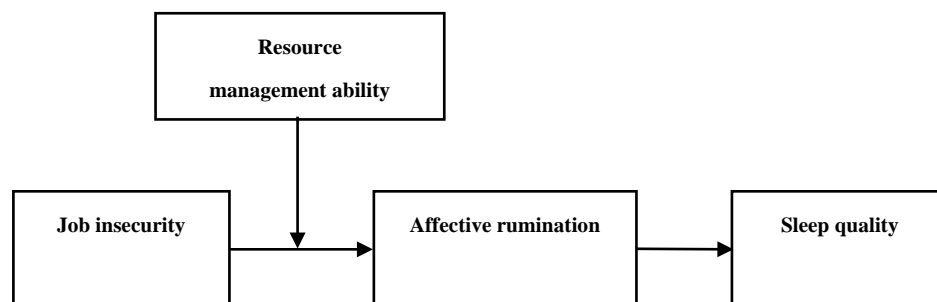 Resource
management ability
Job insecurity
Affective rumination
Sleep quality